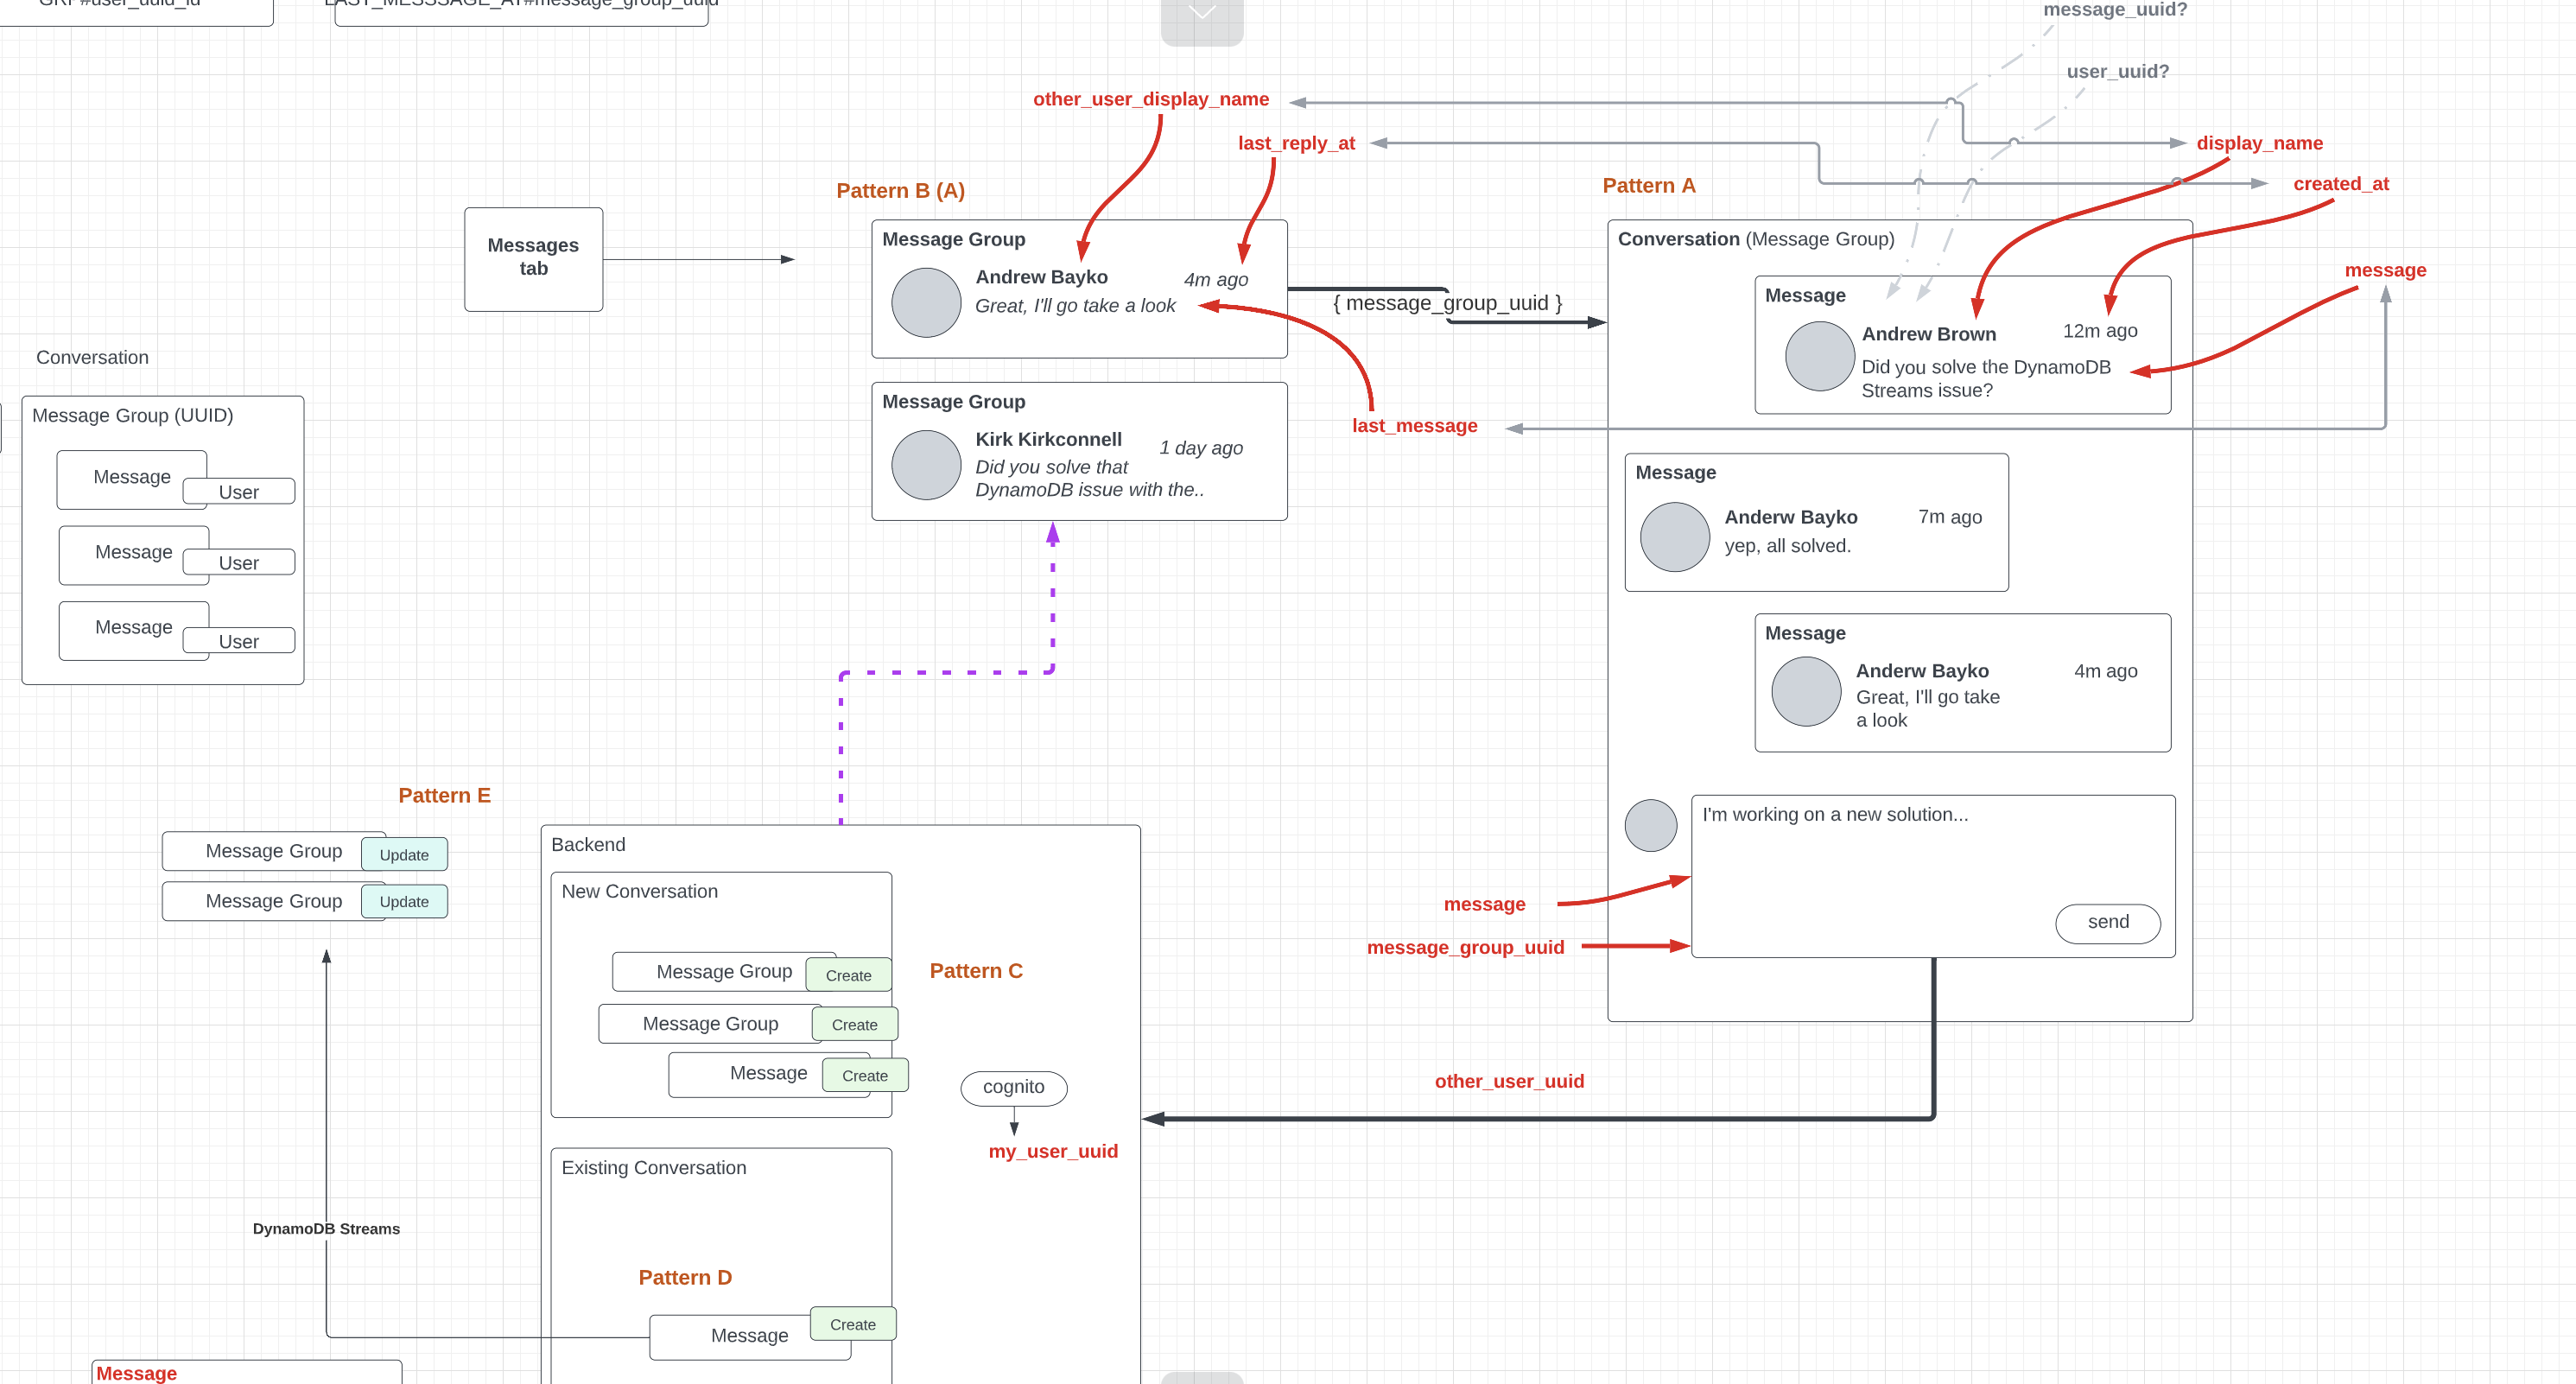 GRP#user_uuid_id
LAST_MESSSAGE_AT#message_group_uuid
message_uuid?
user_uuid?
other_user_display_name
last_reply_at
display_name
created_at
Pattern B (A)
Pattern A
Messages
tab
Message Group
Andrew Bayko
4m ago
Great, I'll go take a look
{ message_group_uuid }
Conversation (Message Group)
Message
Andrew Brown
12m ago
Did you solve the DynamoDB
Streams issue?
message
Conversation
Message Group (UUID)
Message
User
Message
User
Message
User
Message Group
Kirk Kirkconnell
1 day ago
Did you solve that
DynamoDB issue with the..
last_message
Message
Anderw Bayko
7m ago
yep, all solved.
Message
Anderw Bayko
4m ago
Great, I'll go take
a look
I'm working on a new solution...
message
send
message_group_uuid
Pattern E
Message Group
Update
Message Group
Update
Backend
New Conversation
Message Group
Create
Pattern C
Message Group
Create
Message
Create
cognito
my_user_uuid
other_user_uuid
Existing Conversation
DynamoDB Streams
Pattern D
Message
Create
Message